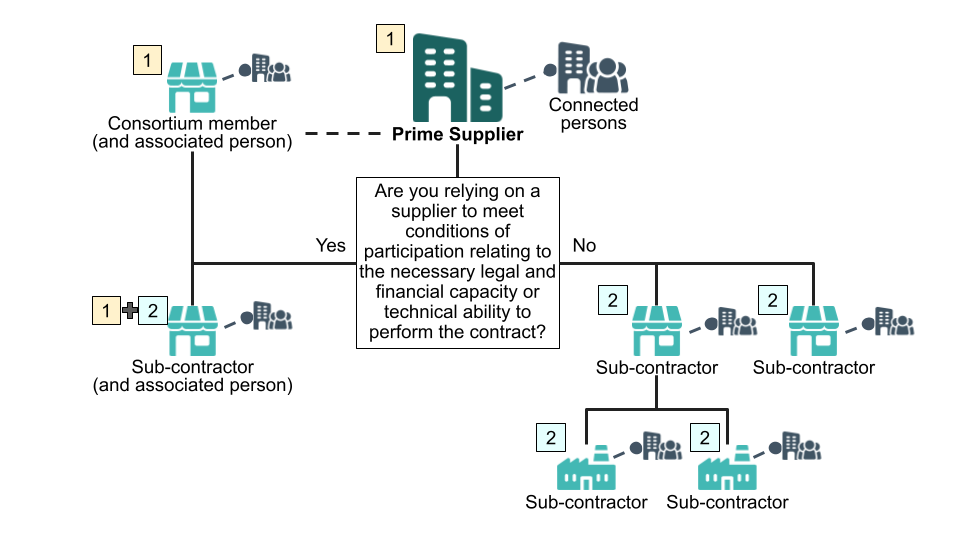 1
1
Connected
persons
Consortium member
(and associated person)
Prime Supplier
Are you relying on a
supplier to meet
conditions of
participation relating to
the necessary legal and
financial capacity or
technical ability to
perform the contract?
Yes
No
1 + 2
2
2
Sub-contractor
(and associated person)
Sub-contractor
Sub-contractor
2
2
Sub-contractor
Sub-contractor